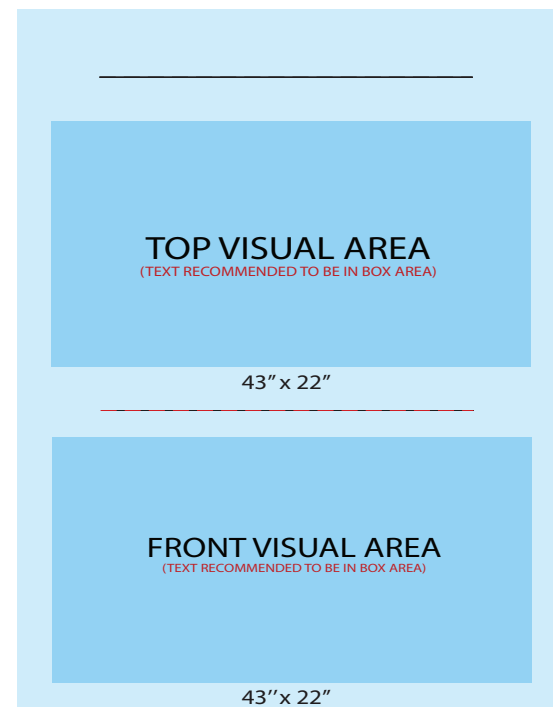 TOP VISUAL AREA
(TEXT RECOMMENDED TO BE IN BOX AREA)
43” x 22”
FRONT VISUAL AREA
(TEXT RECOMMENDED TO BE IN BOX AREA)
43’’x 22”